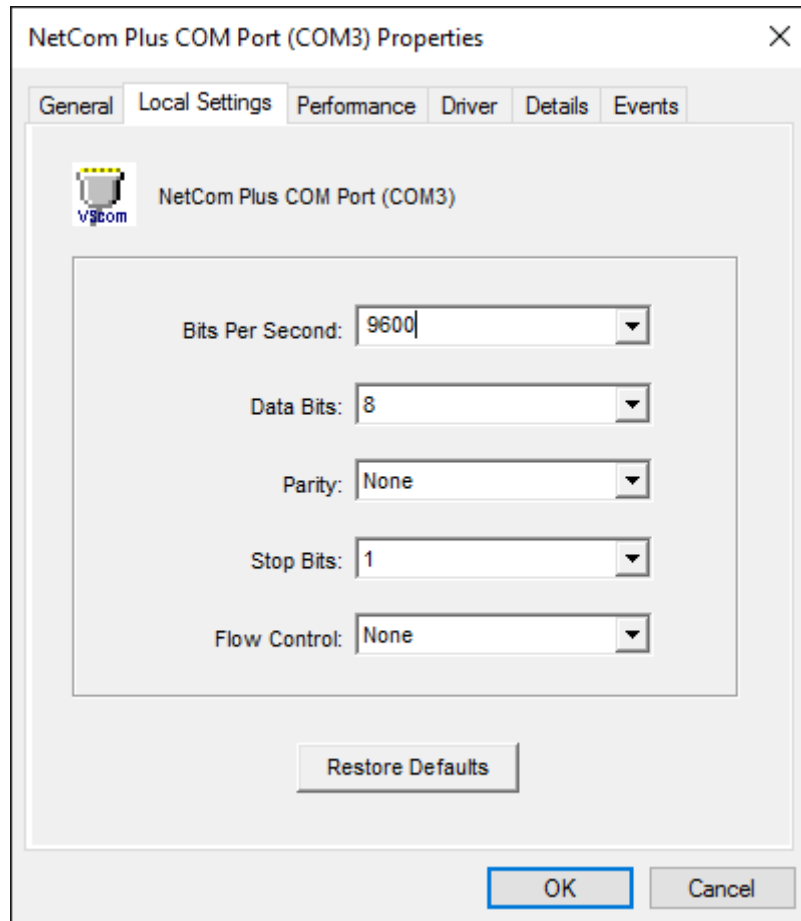 NetCom Plus COM Port (COM3) Properties
General Local Settings Performance Driver Details Events
VScom
NetCom Plus COM Port (COM3)
Bits Per Second: 9600
Data Bits: 8
Parity: None
Stop Bits: 1
Flow Control: None
Restore Defaults
OK Cancel